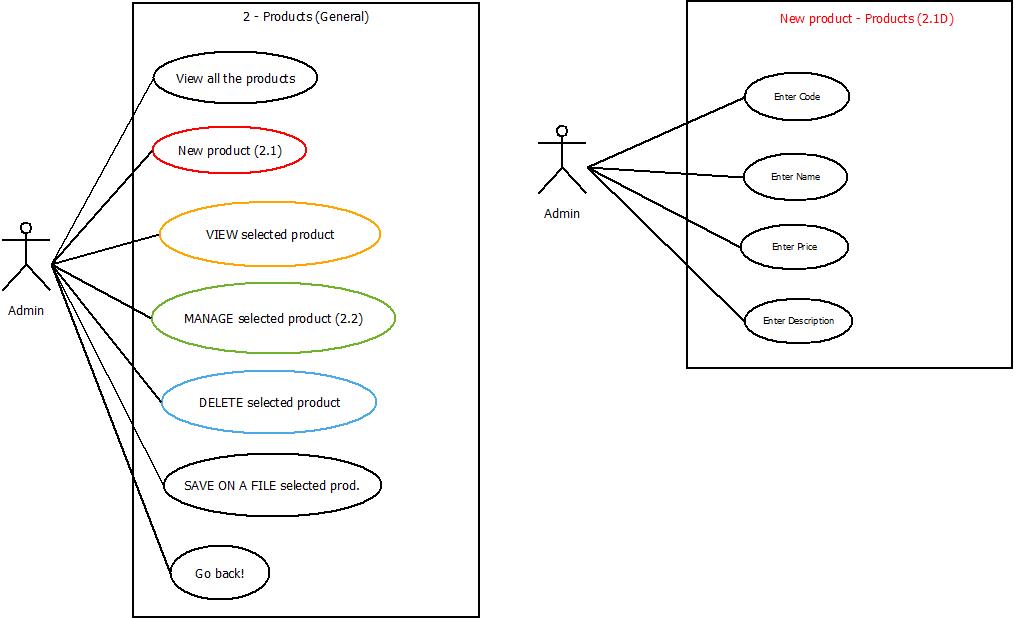 2 - Products (General)
View all the products
New product (2.1)
VIEW selected product
MANAGE selected product (2.2)
DELETE selected product
SAVE ON A FILE selected prod.
Go back!
Admin
New product - Products (2.1D)
Enter Code
Enter Name
Enter Price
Enter Description
Admin